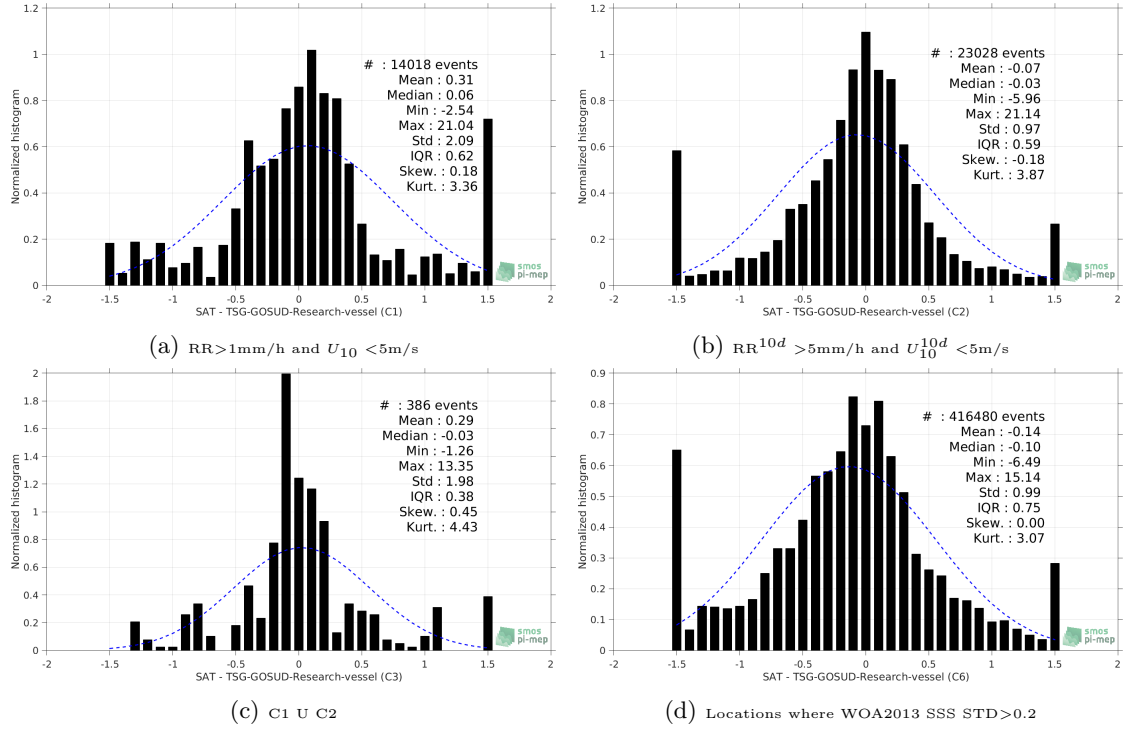 1.2
1
0.8
0.6
0.4
0.2
0
-2 -1.5 -1 -0.5 0 0.5 1 1.5 2
Normalized histogram
SAT - TSG-GOSUD-Research-vessel (C1)
# : 14018 events
Mean : 0.31
Median : 0.06
Min : -2.54
Max : 21.04
Std : 2.09
IQR : 0.62
Skew. : 0.18
Kurt. : 3.36
smos
pi-mep
(a) RR>1mm/h and U10 <5m/s
1.2
1
0.8
0.6
0.4
0.2
0
-2 -1.5 -1 -0.5 0 0.5 1 1.5 2
Normalized histogram
SAT - TSG-GOSUD-Research-vessel (C2)
# : 23028 events
Mean : -0.07
Median : -0.03
Min : -5.96
Max : 21.14
Std : 0.97
IQR : 0.59
Skew. : -0.18
Kurt. : 3.87
smos
pi-mep
(b) RR^10d >5mm/h and U10^10d <5m/s
2
1.8
1.6
1.4
1.2
1
0.8
0.6
0.4
0.2
0
-2 -1.5 -1 -0.5 0 0.5 1 1.5 2
Normalized histogram
SAT - TSG-GOSUD-Research-vessel (C3)
# : 386 events
Mean : 0.29
Median : -0.03
Min : -1.26
Max : 13.35
Std : 1.98
IQR : 0.38
Skew. : 0.45
Kurt. : 4.43
smos
pi-mep
(c) C1 U C2
0.9
0.8
0.7
0.6
0.5
0.4
0.3
0.2
0.1
0
-2 -1.5 -1 -0.5 0 0.5 1 1.5 2
Normalized histogram
SAT - TSG-GOSUD-Research-vessel (C6)
# : 416480 events
Mean : -0.14
Median : -0.10
Min : -6.49
Max : 15.14
Std : 0.99
IQR : 0.75
Skew. : 0.00
Kurt. : 3.07
smos
pi-mep
(d) Locations where WOA2013 SSS STD>0.2